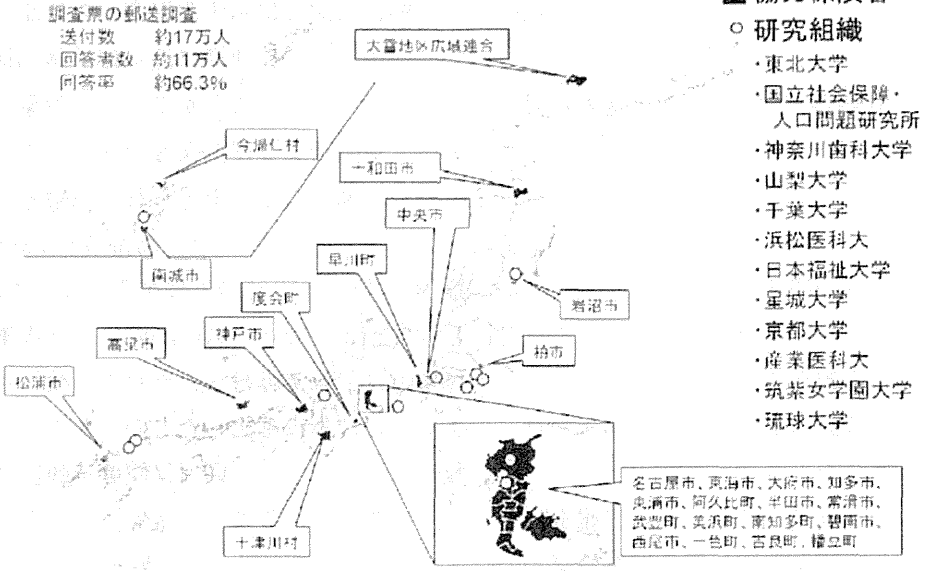 調査票の郵送調査
送付数 約17万人
回答者数 約11万人
回答率 約66.3%
研究組織
・東北大学
・国立社会保障・
人口問題研究所
・神奈川歯科大学
・山梨大学
・千葉大学
・浜松医科大
・日本福祉大学
・星城大学
・京都大学
・産業医科大
・筑紫女学園大学
・琉球大学
大雪地区広域連合
今帰仁村
十和田市
中央市
南城市
早川町
度会町
岩沼市
神戸市
高梁市
柏市
松浦市
十津川村
名古屋市、東海市、大府市、知多市、
東浦市、阿久比町、半田市、常滑市、
武豊町、美浜町、南知多町、碧南市、
西尾市、一色町、吉良町、幡豆町